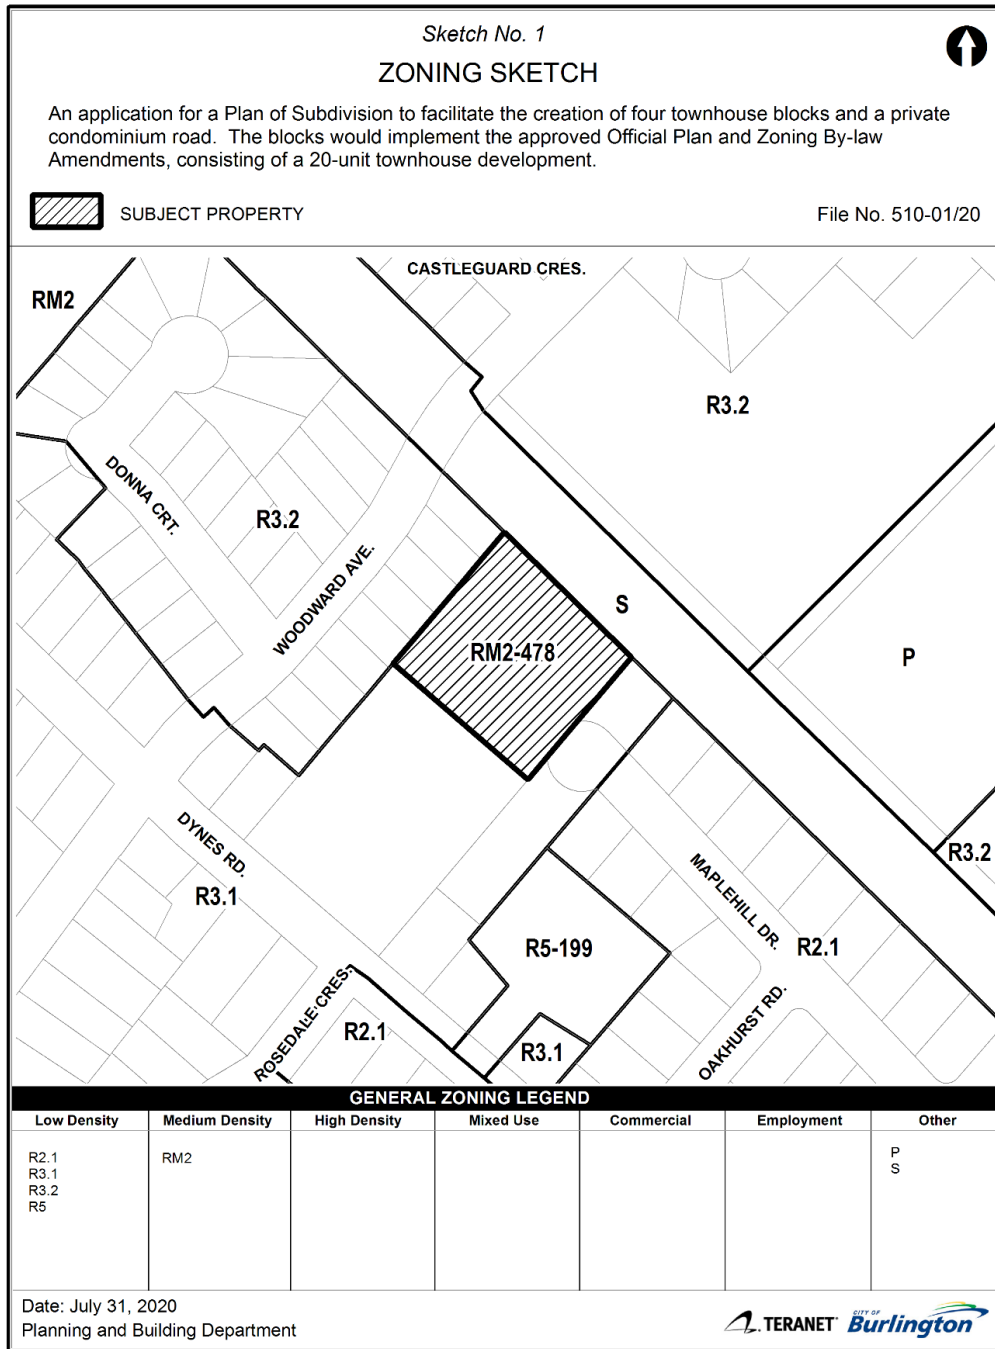 Sketch No. 1
ZONING SKETCH
An application for a Plan of Subdivision to facilitate the creation of four townhouse blocks and a private
condominium road. The blocks would implement the approved Official Plan and Zoning By-law
Amendments, consisting of a 20-unit townhouse development.
SUBJECT PROPERTY
File No. 510-01/20
CASTLEGUARD CRES.
RM2
R3.2
DONNA CRT.
R3.2
WOODWARD AVE.
S
RM2-478
P
DYNES RD.
R3.2
R3.1
MAPLEHILL DR.
R5-199
R2.1
ROSEDALE CRES.
R2.1
OAKHURST RD.
R3.1
GENERAL ZONING LEGEND
Low Density Medium Density High Density Mixed Use Commercial Employment Other
R2.1 RM2 P
R3.1 S
R3.2
R5
Date: July 31, 2020
Planning and Building Department
TERANET
CITY OF
Burlington